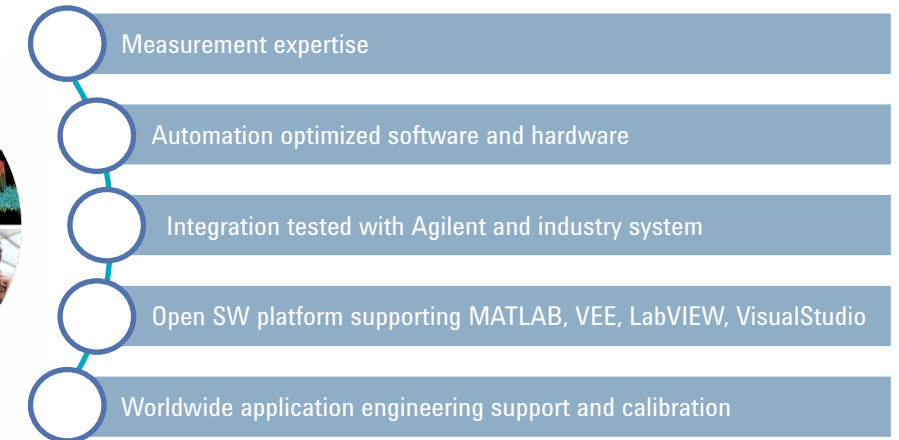 Measurement expertise
Automation optimized software and hardware
Integration tested with Agilent and industry system
Open SW platform supporting MATLAB, VEE, LabVIEW, VisualStudio
Worldwide application engineering support and calibration